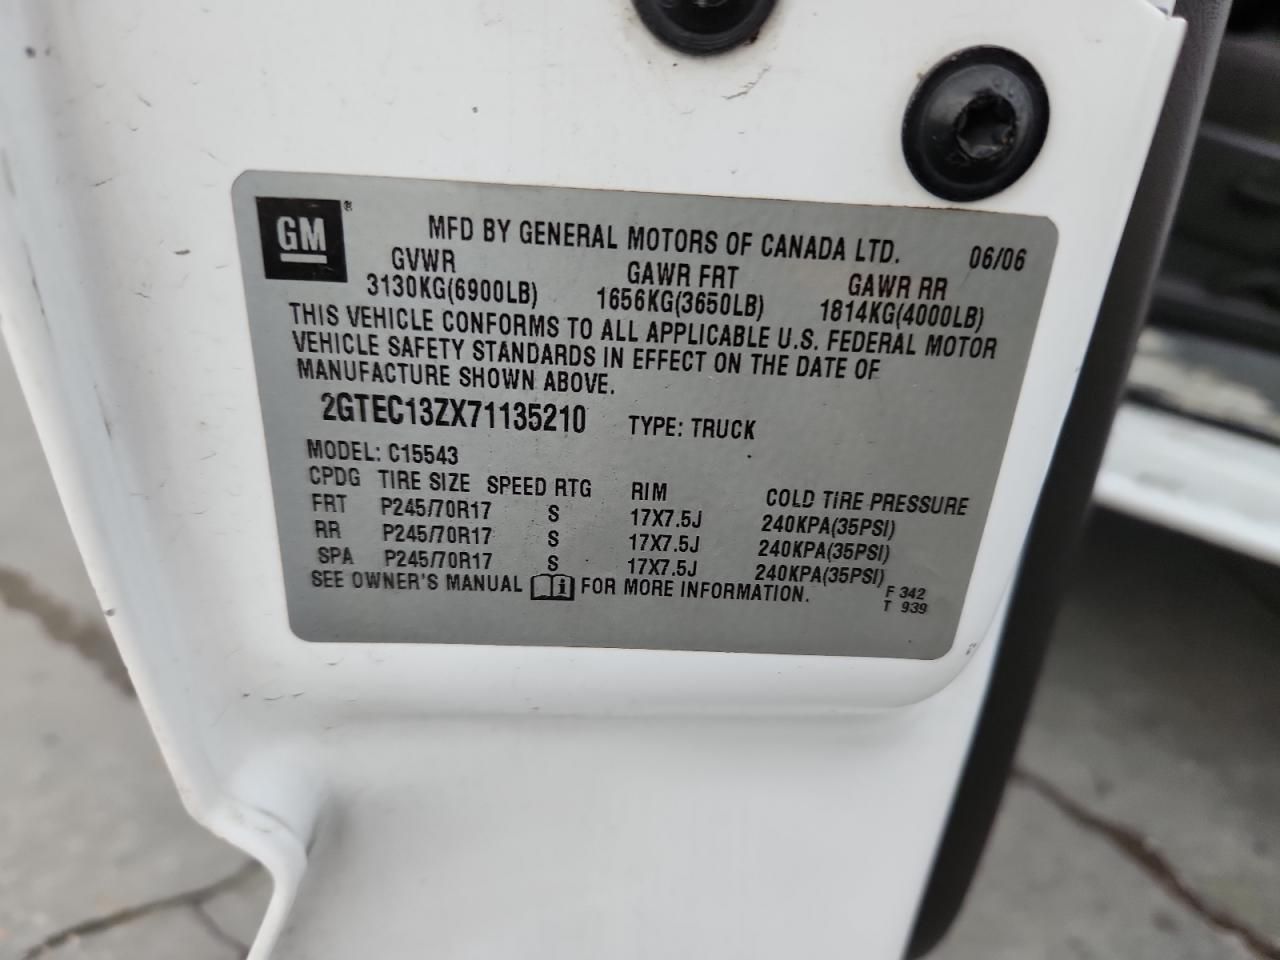 GM ®
MFD BY GENERAL MOTORS OF CANADA LTD. 06/06
GVWR GAWR FRT GAWR RR
3130KG(6900LB) 1656KG(3650LB) 1814KG(4000LB)
THIS VEHICLE CONFORMS TO ALL APPLICABLE U.S. FEDERAL MOTOR
VEHICLE SAFETY STANDARDS IN EFFECT ON THE DATE OF
MANUFACTURE SHOWN ABOVE.
2GTEC13ZX71135210 TYPE: TRUCK
MODEL: C15543
CPDG TIRE SIZE SPEED RTG RIM COLD TIRE PRESSURE
FRT P245/70R17 S 17X7.5J 240KPA(35PSI)
RR P245/70R17 S 17X7.5J 240KPA(35PSI)
SPA P245/70R17 S 17X7.5J 240KPA(35PSI)
SEE OWNER'S MANUAL i FOR MORE INFORMATION.
F 342
T 939